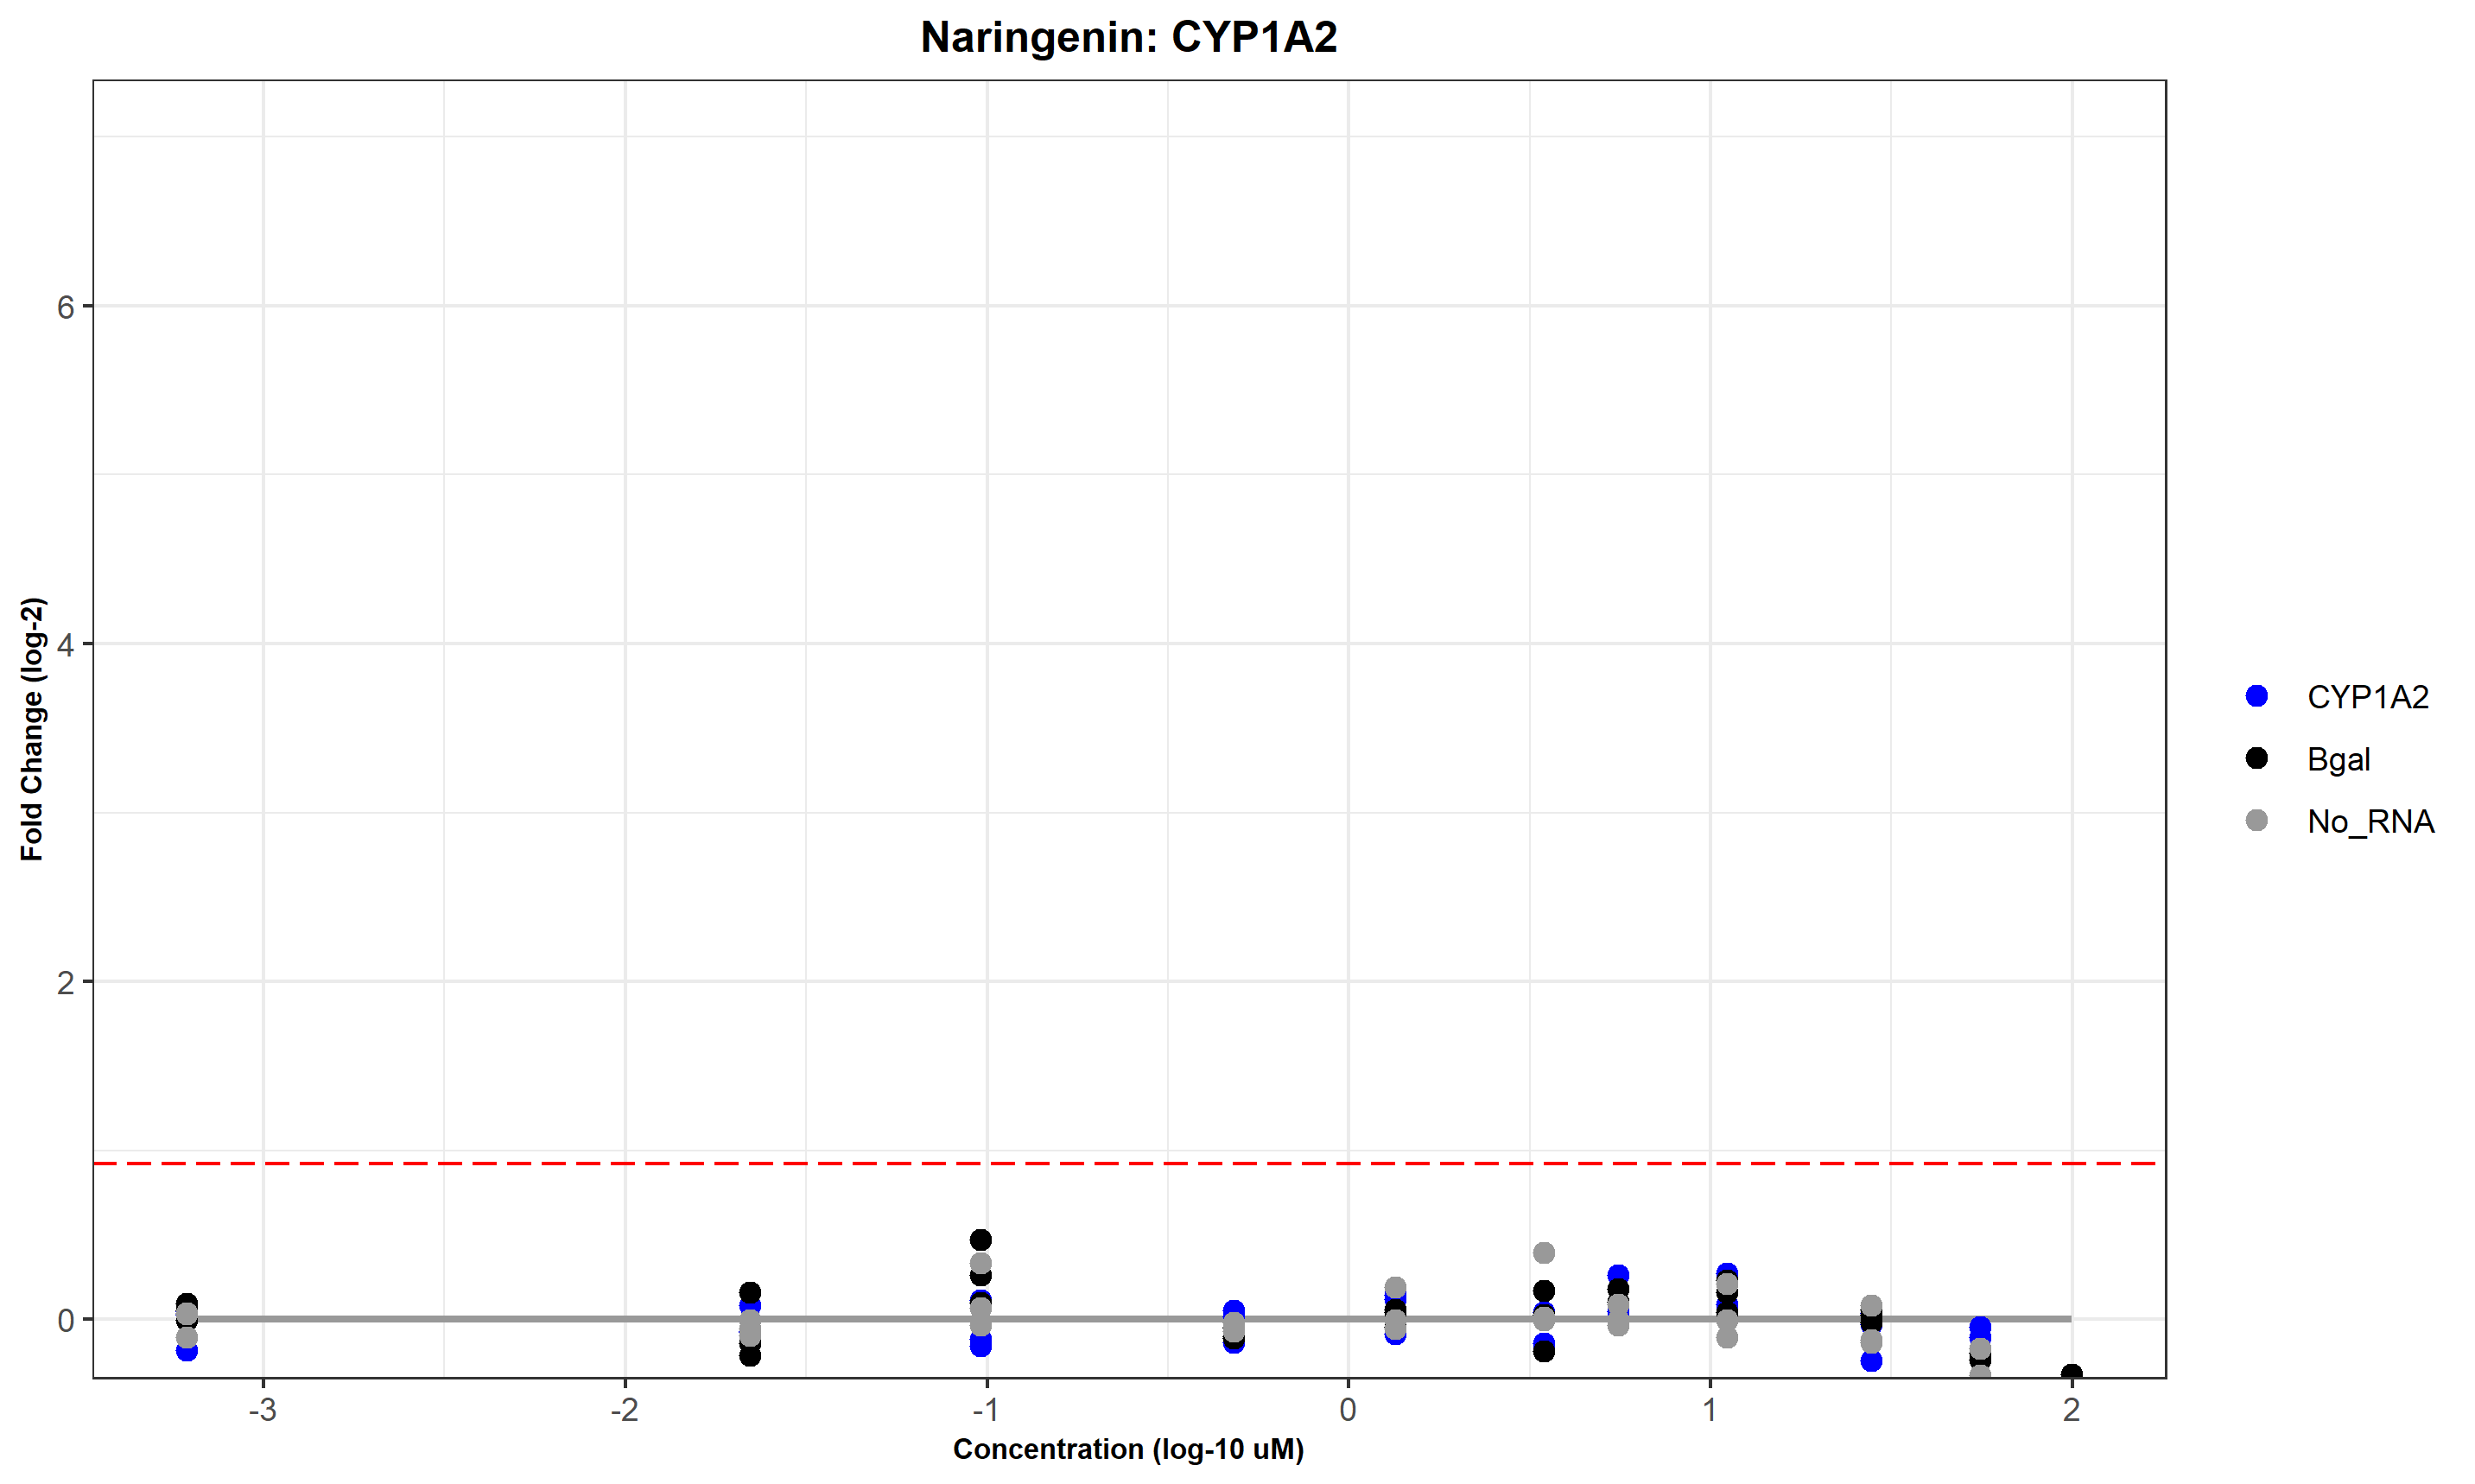 Naringenin: CYP1A2
Fold Change (log-2)
6
4
2
0
-3
-2
-1
0
1
2
Concentration (log-10 uM)
CYP1A2
Bgal
No_RNA